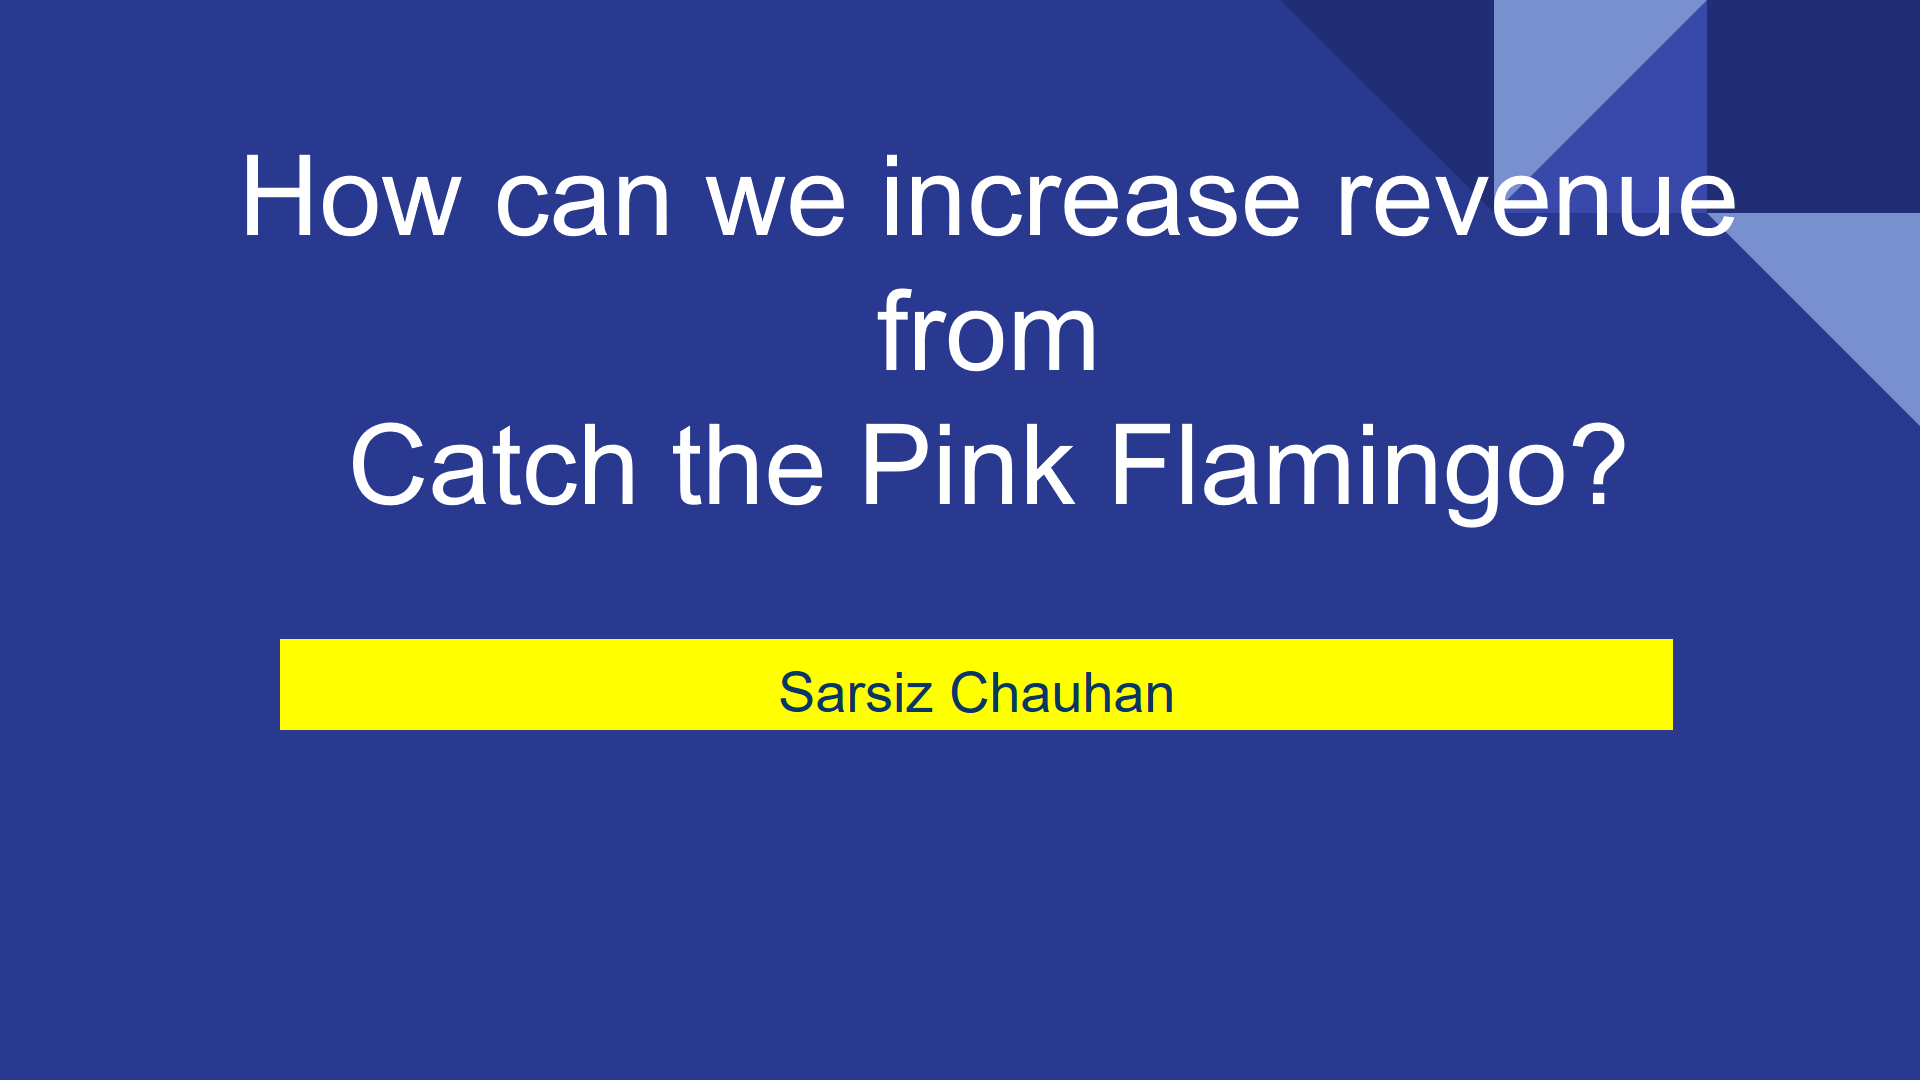 How can we increase revenue
from
Catch the Pink Flamingo?
Sarsiz Chauhan